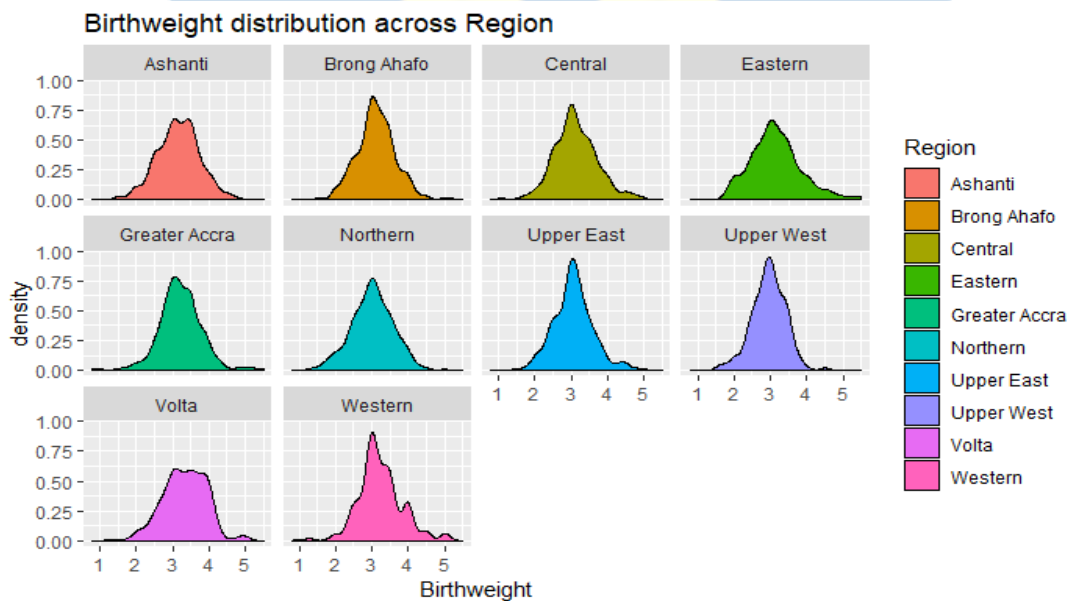 Birthweight distribution across Region
Ashanti Brong Ahafo Central Eastern
1.00
0.75
0.50
0.25
0.00
Greater Accra Northern Upper East Upper West
1.00
0.75
0.50
0.25
0.00
1 2 3 4 5 1 2 3 4 5
Volta Western
1.00
0.75
0.50
0.25
0.00
1 2 3 4 5 1 2 3 4 5
density
Birthweight
Region
Ashanti
Brong Ahafo
Central
Eastern
Greater Accra
Northern
Upper East
Upper West
Volta
Western